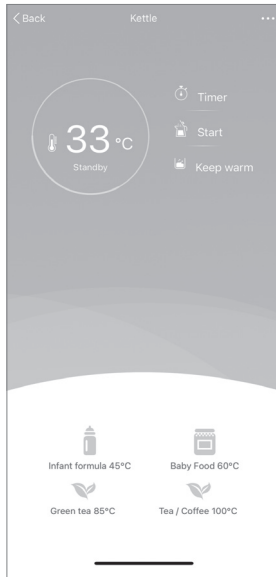 Back Kettle
Timer
33 °C
Start
Standby
Keep warm
Infant formula 45°C Baby Food 60°C
Green tea 85°C Tea / Coffee 100°C